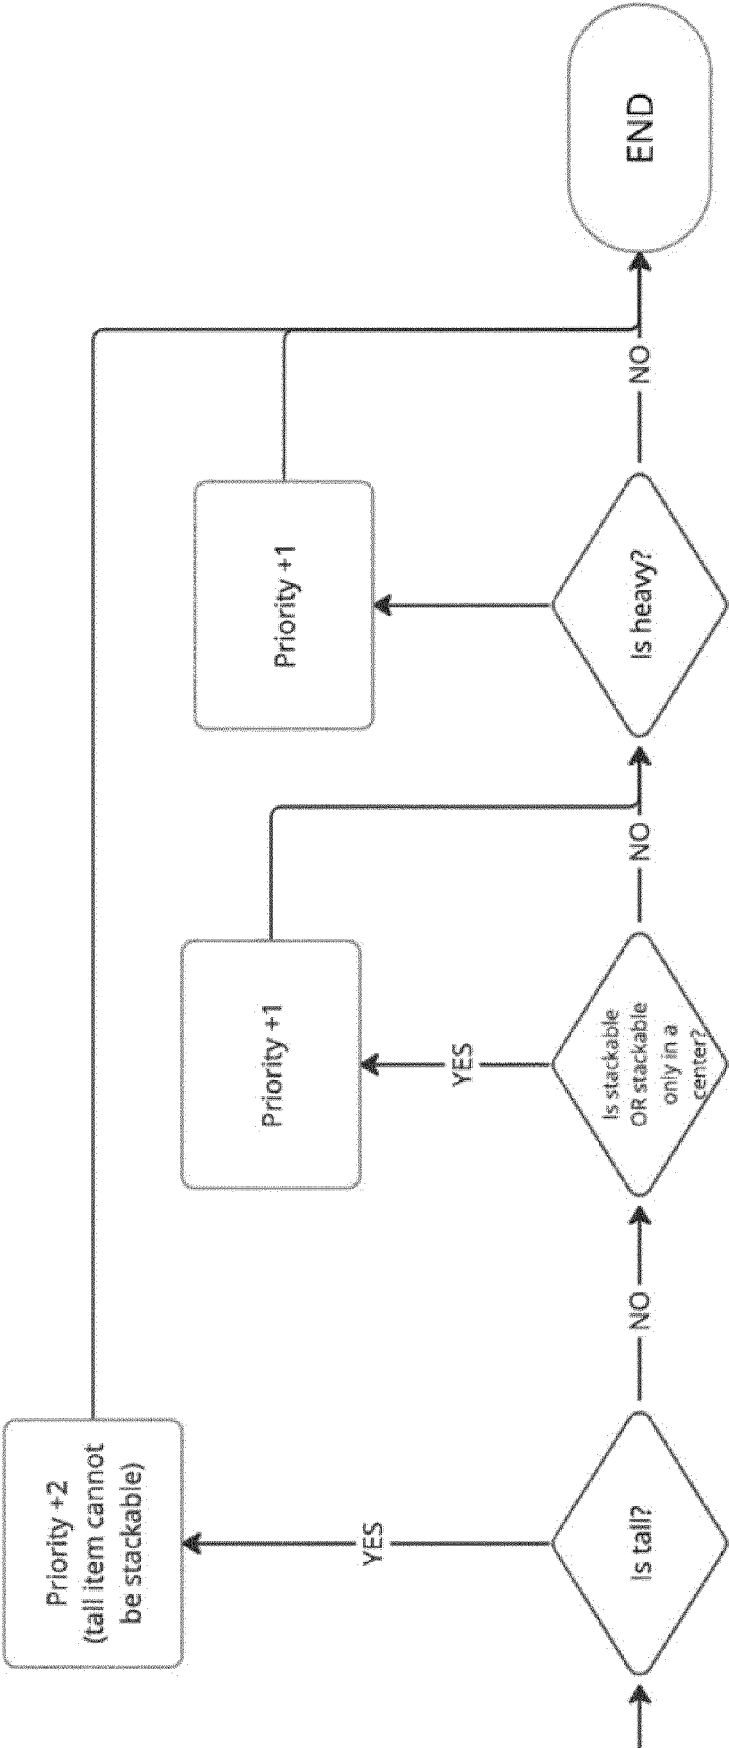 Is tall?
YES
Priority +2
(tall item cannot
be stackable)
NO
Is stackable
OR stackable
only in a
center?
YES
Priority +1
NO
Is heavy?
Priority +1
NO
END